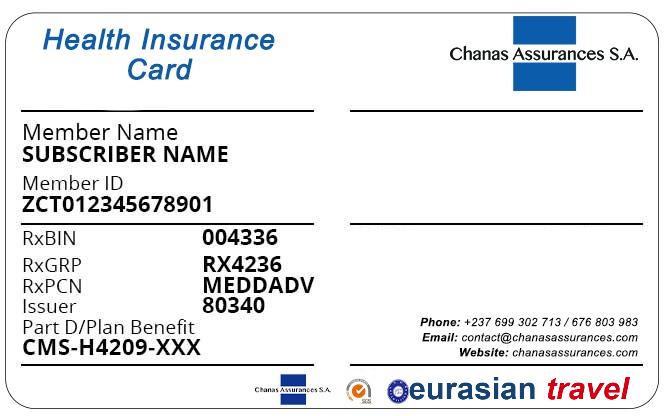 Health Insurance
Card
Chanas Assurances S.A.
Member Name
SUBSCRIBER NAME
Member ID
ZCT012345678901
RxBIN 004336
RxGRP RX4236
RxPCN MEDDADV
Issuer 80340
Part D/Plan Benefit
CMS-H4209-XXX
Phone: +237 699 302 713 / 676 803 983
Email: contact@chanasassurances.com
Website: chanasassurances.com
Chanas Assurances S.A.
SGS
eurasian travel